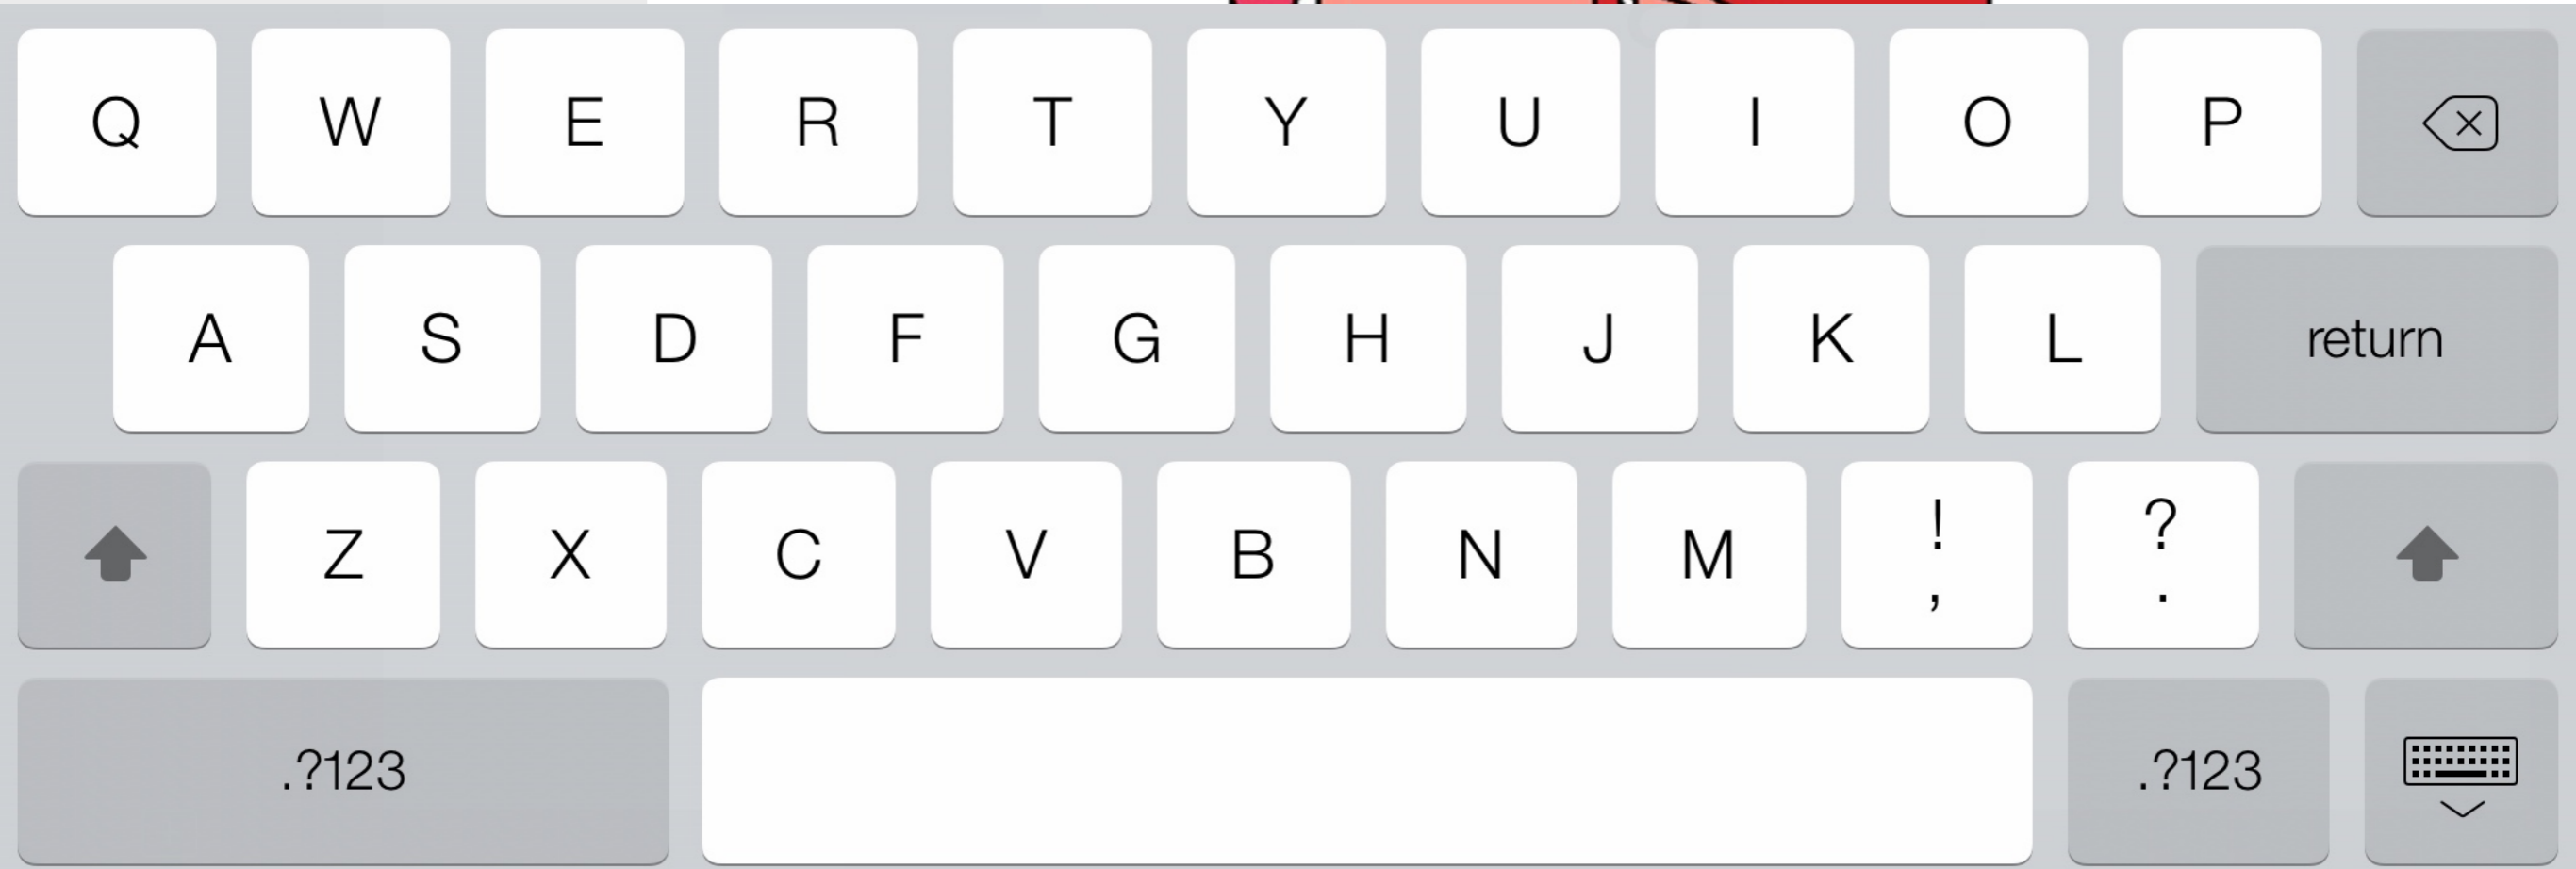 Q W E R T Y U I O P
A S D F G H J K L return
Z X C V B N M ! , ? .
.?123 .?123